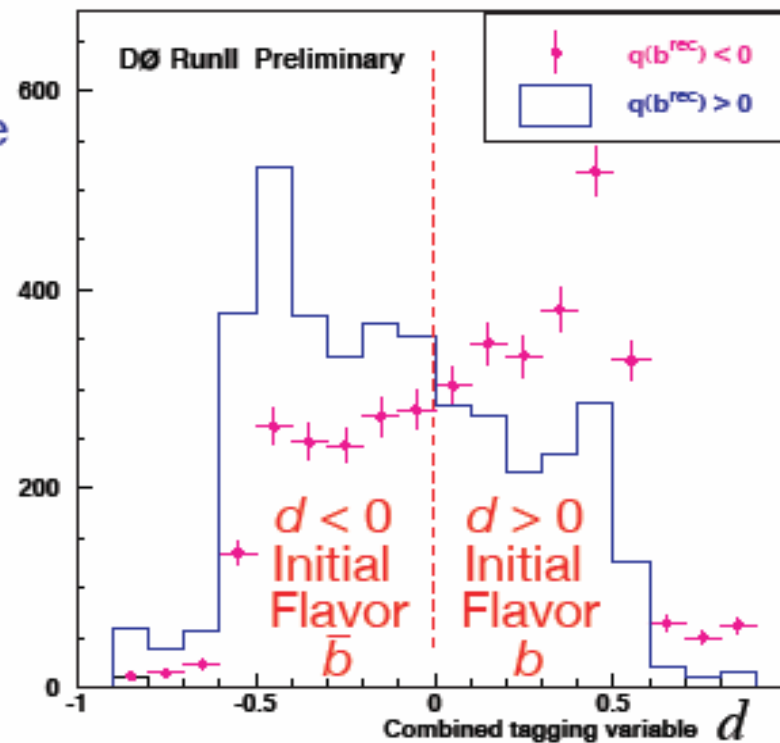 DØ RunII Preliminary
q(b^rec) < 0
q(b^rec) > 0
e
600
400
200
0
d < 0
Initial
Flavor
b̄
d > 0
Initial
Flavor
b
-1
-0.5
0
0.5
Combined tagging variable d